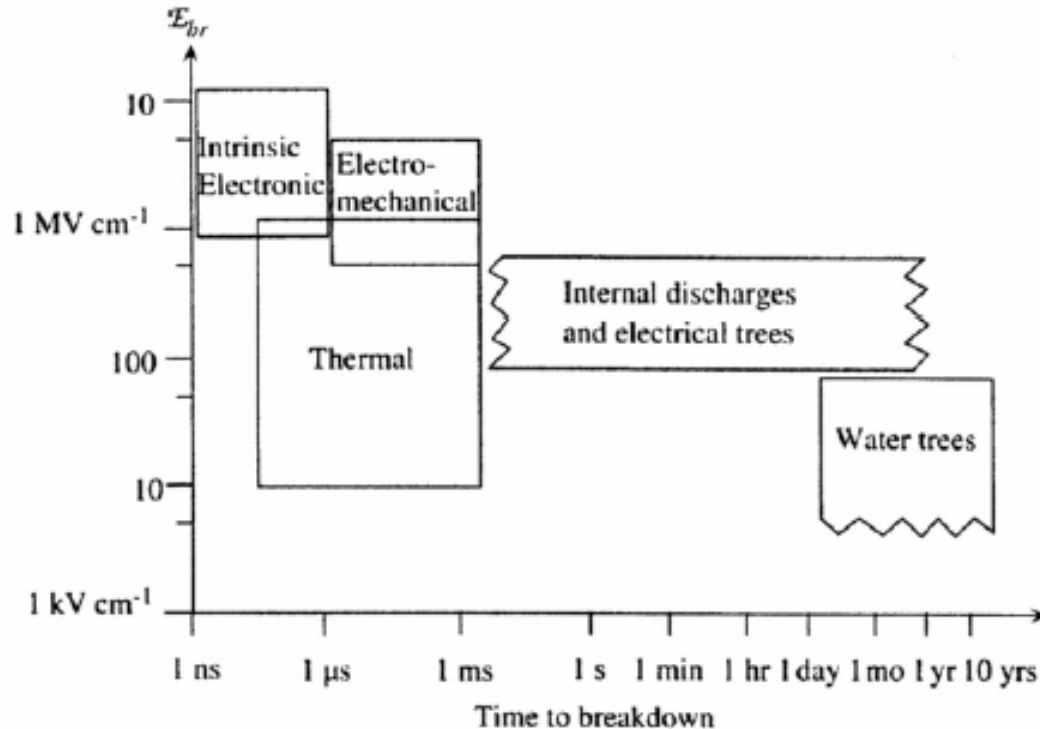 ℰbr
10
Intrinsic
Electronic
Electro-
mechanical
1 MV cm⁻¹
Internal discharges
and electrical trees
100
Thermal
Water trees
10
1 kV cm⁻¹
1 ns 1 μs 1 ms 1 s 1 min 1 hr 1 day 1 mo 1 yr 10 yrs
Time to breakdown